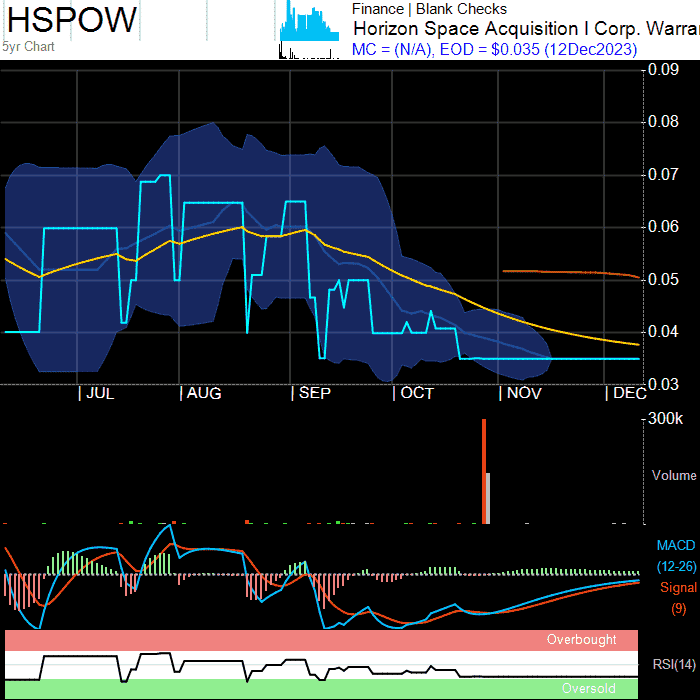 HSPOW
5yr Chart
Finance | Blank Checks
Horizon Space Acquisition I Corp. Warra
MC = (N/A), EOD = $0.035 (12Dec2023)
0.09
0.08
0.07
0.06
0.05
0.04
0.03
JUL AUG SEP OCT NOV DEC
300k
Volume
MACD
(12-26)
Signal
(9)
Overbought
RSI(14)
Oversold